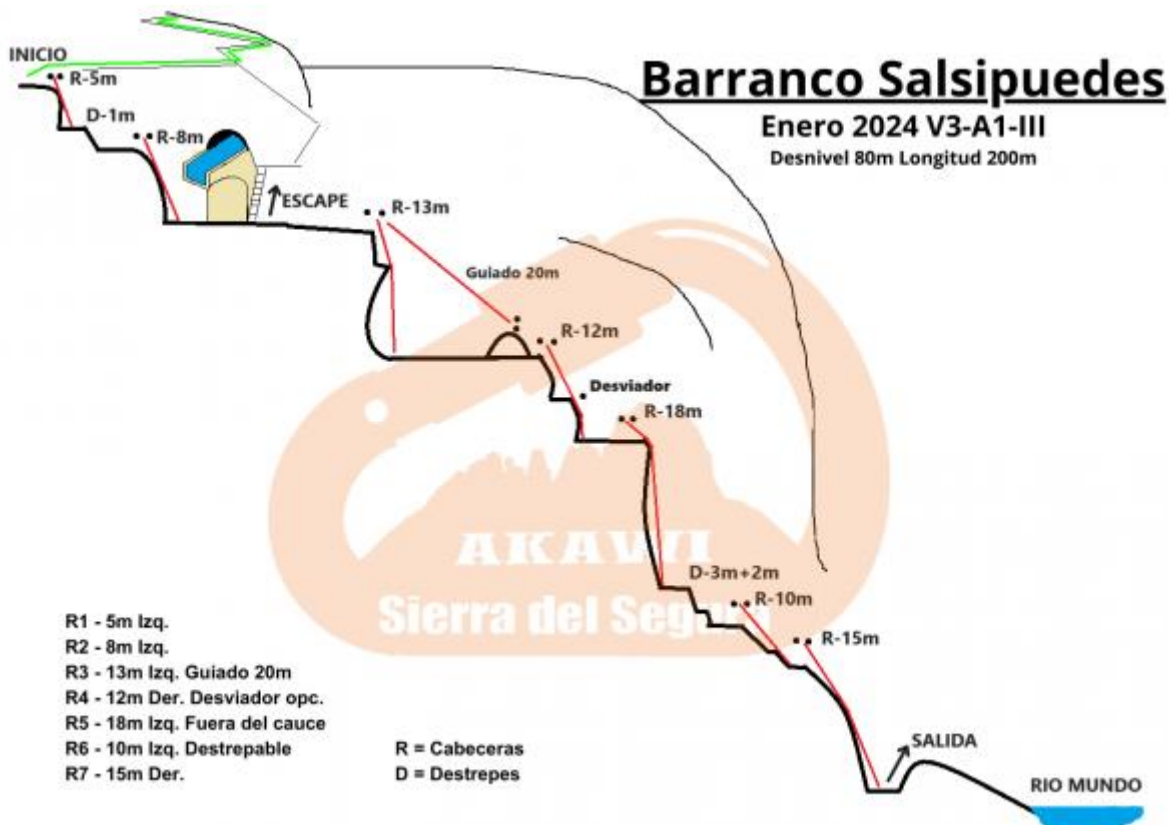 INICIO
R-5m
D-1m
R-8m
ESCAPE
R-13m
Guiado 20m
R-12m
Desviador
R-18m
D-3m+2m
R-10m
R-15m
SALIDA
RIO MUNDO
Barranco Salsipuedes
Enero 2024 V3-A1-III
Desnivel 80m Longitud 200m
AKAWI
Sierra del Segura
R1 - 5m Izq.
R2 - 8m Izq.
R3 - 13m Izq. Guiado 20m
R4 - 12m Der. Desviador opc.
R5 - 18m Izq. Fuera del cauce
R6 - 10m Izq. Destrepable
R7 - 15m Der.
R = Cabeceras
D = Destrepes